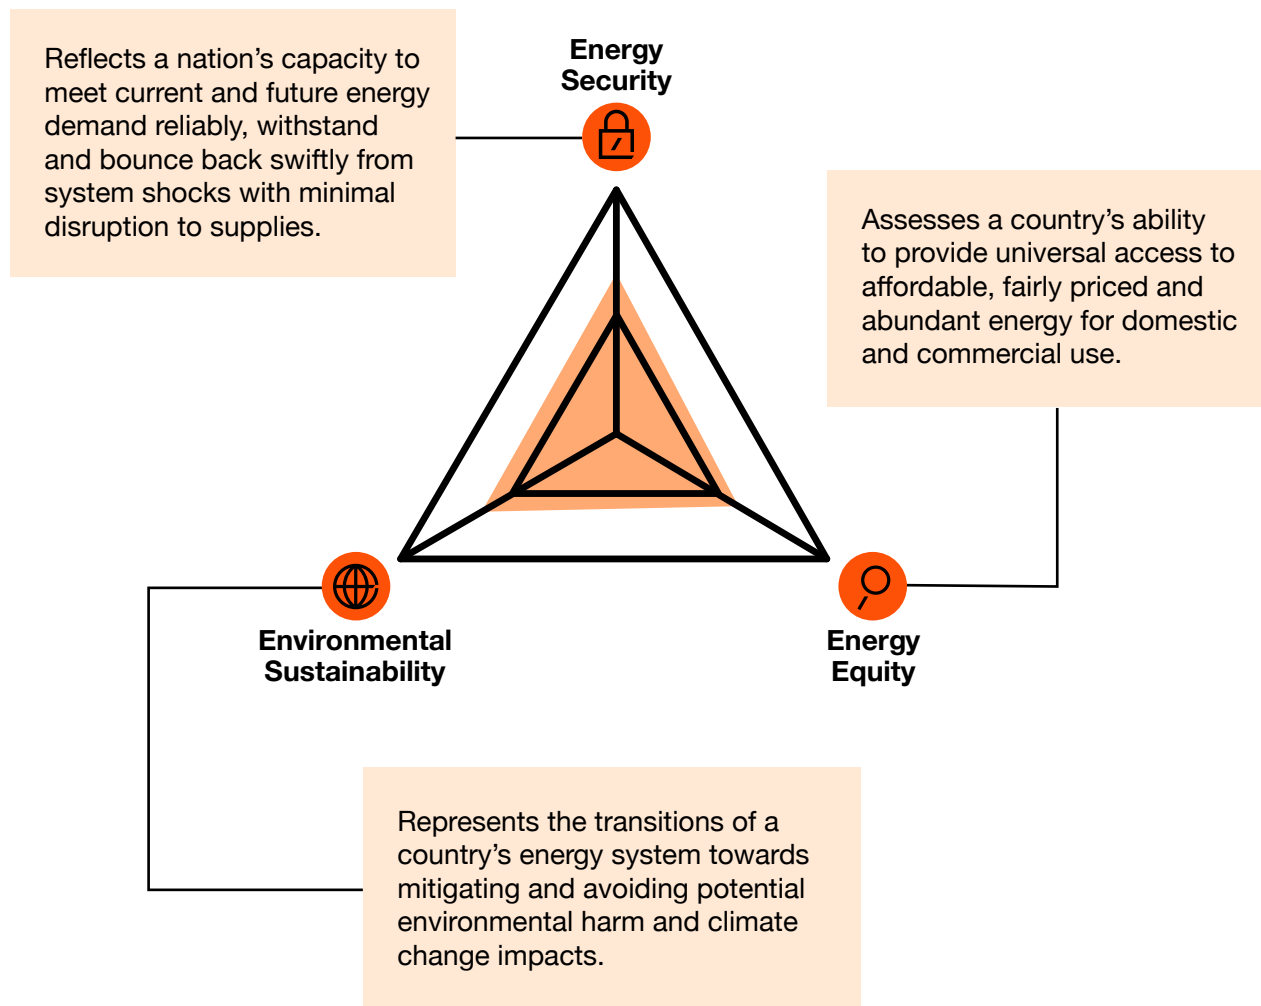 Reflects a nation’s capacity to
meet current and future energy
demand reliably, withstand
and bounce back swiftly from
system shocks with minimal
disruption to supplies.
Energy
Security
Assesses a country’s ability
to provide universal access to
affordable, fairly priced and
abundant energy for domestic
and commercial use.
Environmental
Sustainability
Energy
Equity
Represents the transitions of a
country’s energy system towards
mitigating and avoiding potential
environmental harm and climate
change impacts.